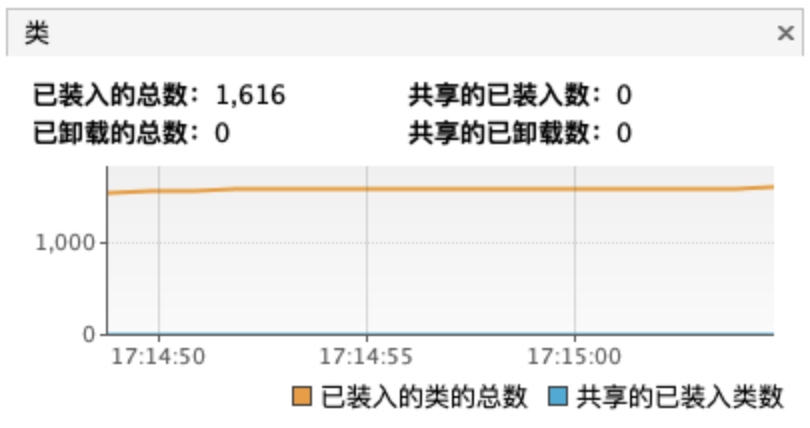 类
已装入的总数: 1,616 共享的已装入数: 0
已卸载的总数: 0 共享的已卸载数: 0
1,000
0
17:14:50 17:14:55 17:15:00
已装入的类的总数 共享的已装入类数